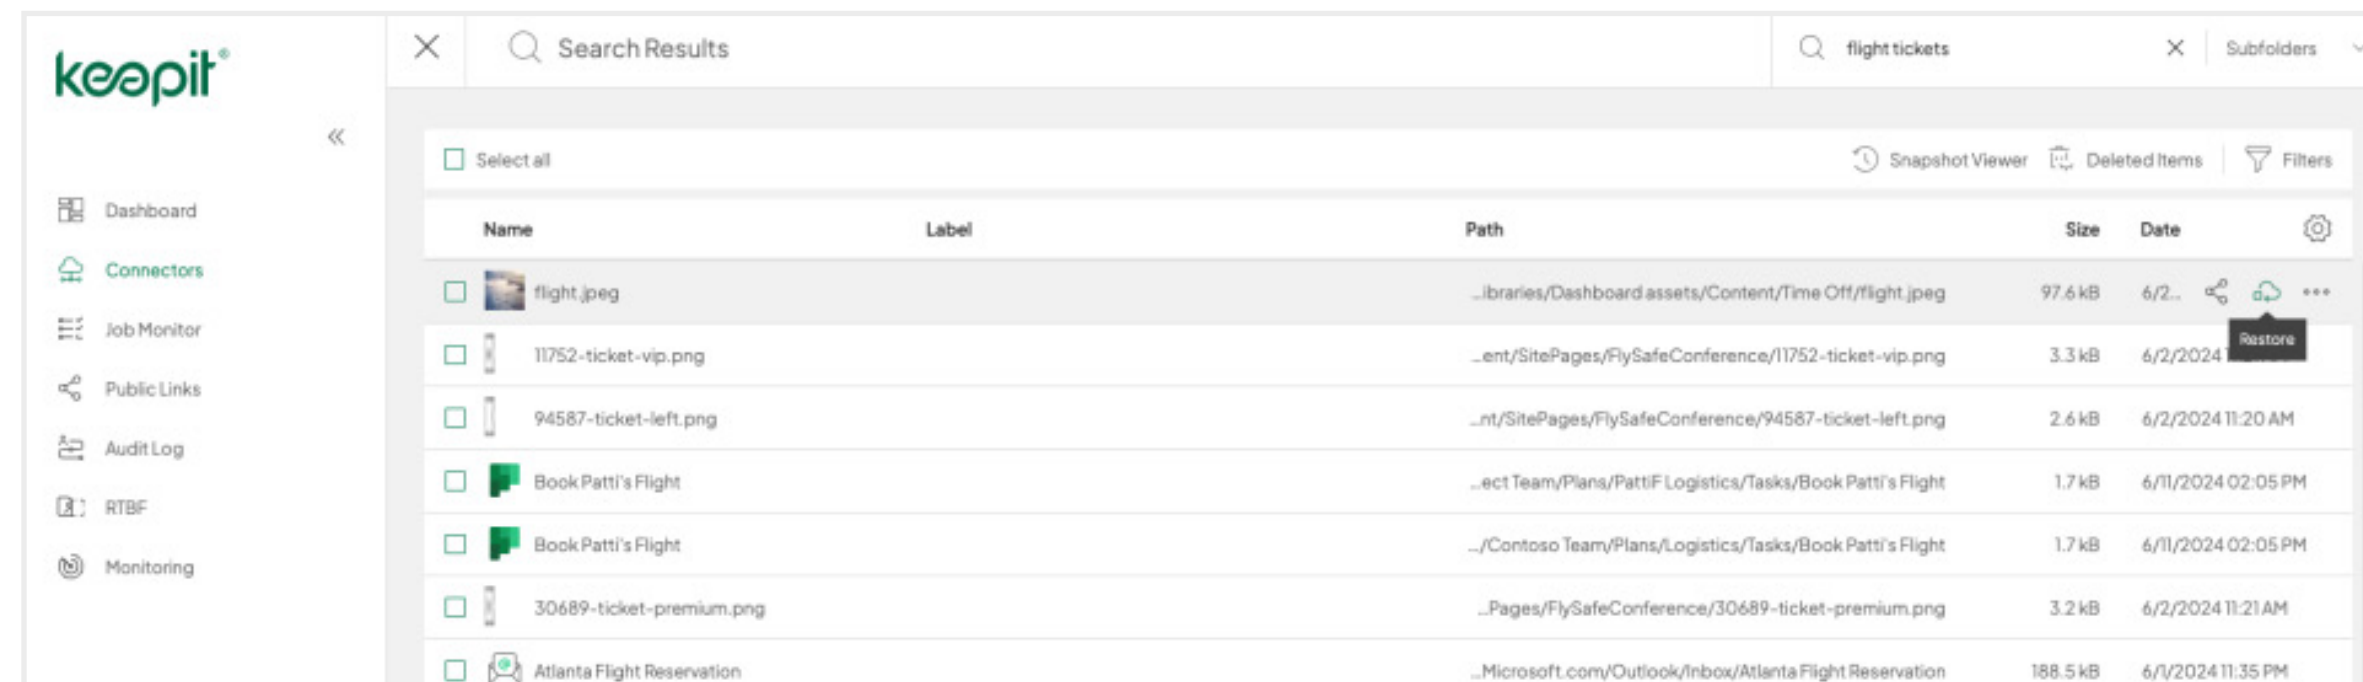 keepit®
Search Results
flight tickets
Subfolders
Select all
Snapshot Viewer
Deleted Items
Filters
Dashboard
Connectors
Job Monitor
Public Links
Audit Log
RTBF
Monitoring
Name Label Path Size Date
flight.jpeg ...ibraries/Dashboard assets/Content/Time Off/flight.jpeg 97.6 kB 6/2...
Restore
11752-ticket-vip.png ...ent/SitePages/FlySafeConference/11752-ticket-vip.png 3.3 kB 6/2/2024
94587-ticket-left.png ...nt/SitePages/FlySafeConference/94587-ticket-left.png 2.6 kB 6/2/2024 11:20 AM
Book Patti's Flight ...ect Team/Plans/PattiF Logistics/Tasks/Book Patti's Flight 1.7 kB 6/11/2024 02:05 PM
Book Patti's Flight .../Contoso Team/Plans/Logistics/Tasks/Book Patti's Flight 1.7 kB 6/11/2024 02:05 PM
30689-ticket-premium.png ...Pages/FlySafeConference/30689-ticket-premium.png 3.2 kB 6/2/2024 11:21 AM
Atlanta Flight Reservation ...Microsoft.com/Outlook/Inbox/Atlanta Flight Reservation 188.5 kB 6/1/2024 11:35 PM